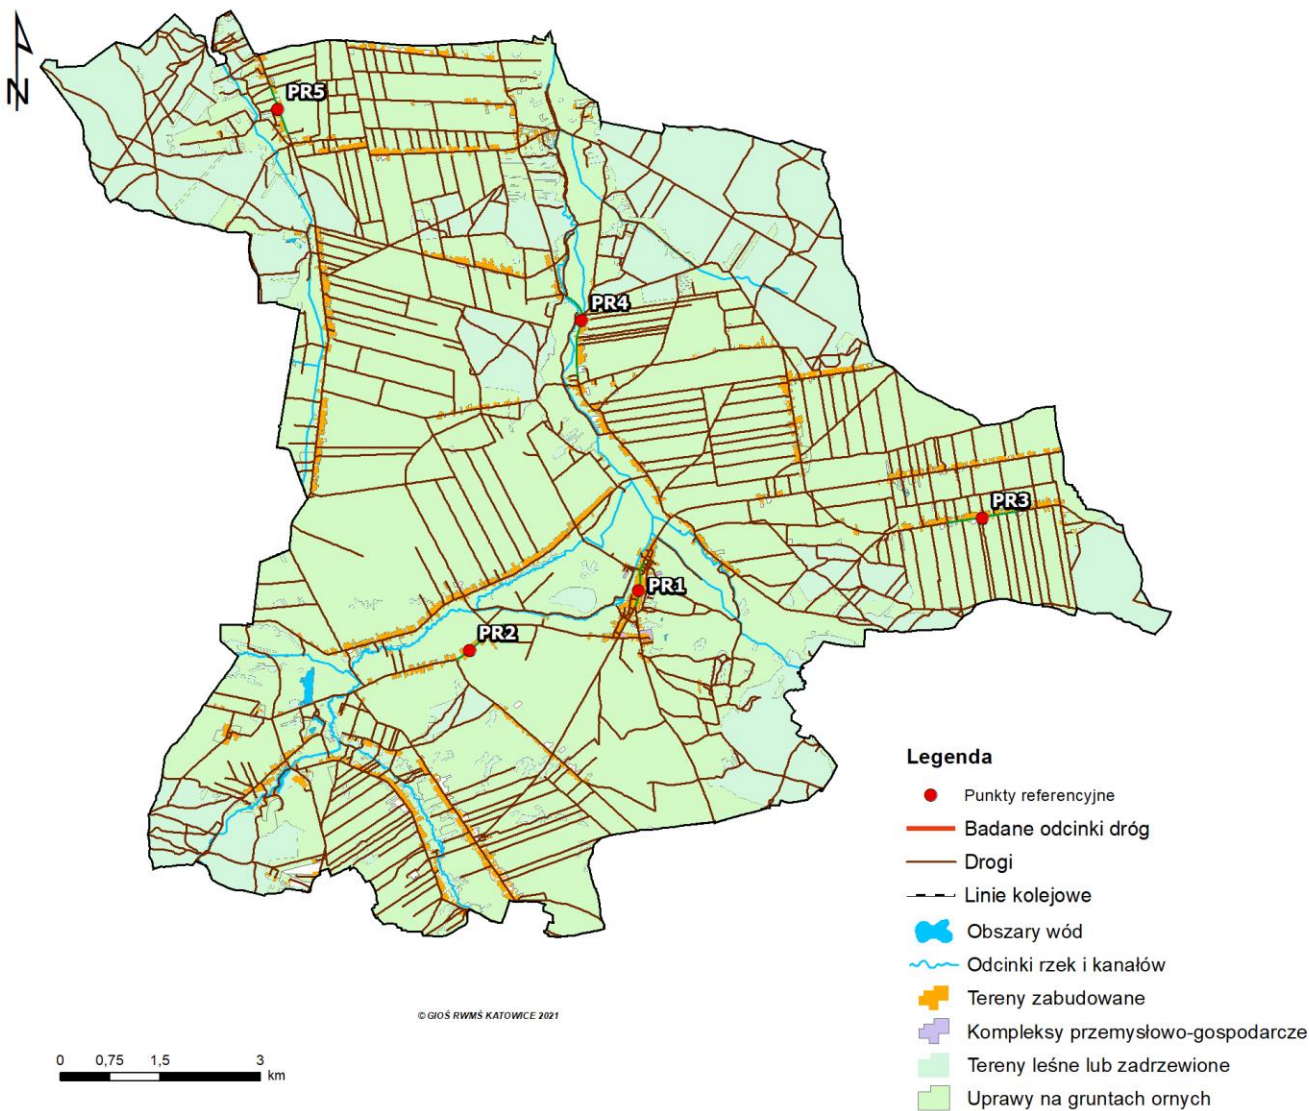 N
PR5
PR4
PR3
PR1
PR2
Legenda
Punkty referencyjne
Badane odcinki dróg
Drogi
Linie kolejowe
Obszary wód
Odcinki rzek i kanałów
Tereny zabudowane
Kompleksy przemysłowo-gospodarcze
Tereny leśne lub zadrzewione
Uprawy na gruntach ornych
© GIOŚ RWMŚ KATOWICE 2021
0 0,75 1,5 3
km